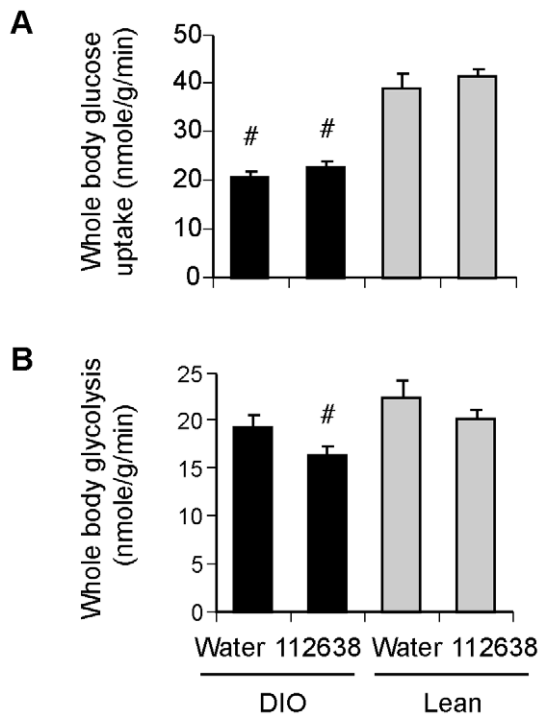 A
Whole body glucose
uptake (nmole/g/min)
50
40
30
20
10
0
#
#
B
Whole body glycolysis
(nmole/g/min)
25
20
15
10
5
0
#
Water 112638 Water 112638
DIO Lean